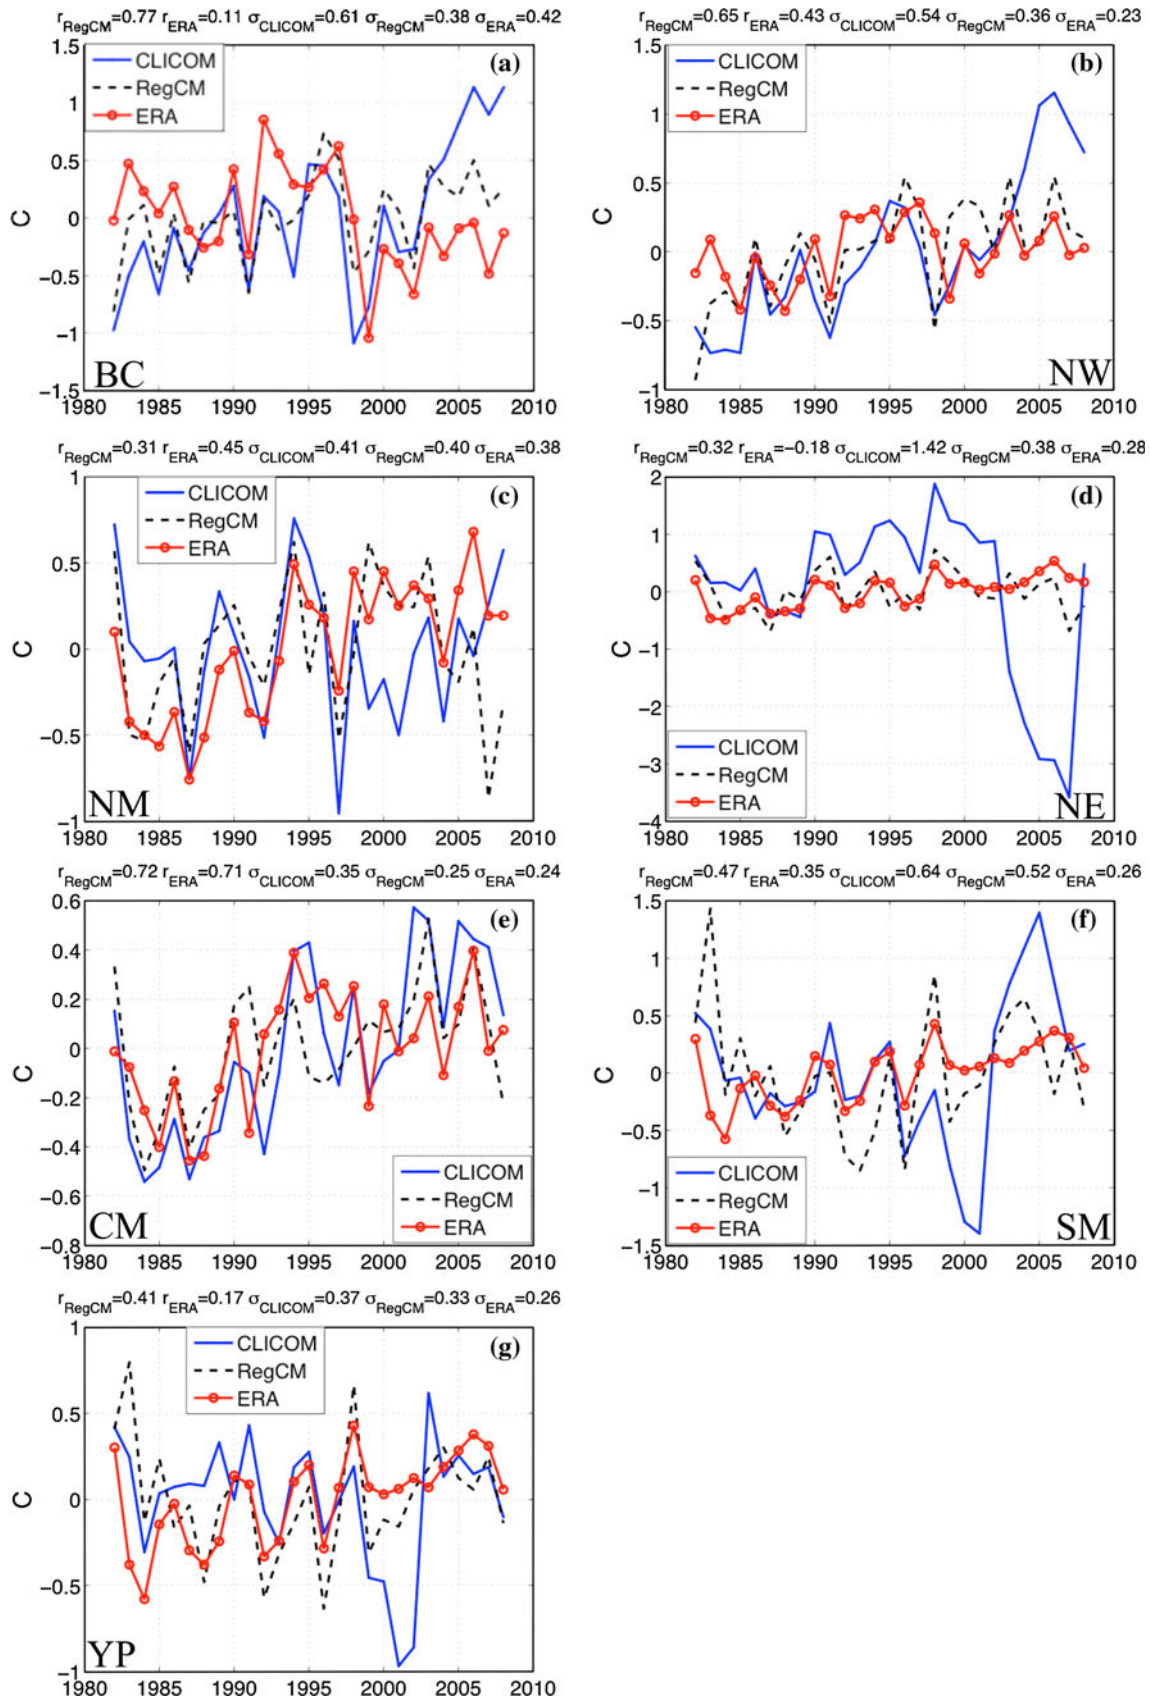 r_RegCM=0.77 r_ERA=0.11 σ_CLICOM=0.61 σ_RegCM=0.38 σ_ERA=0.42
1.5
1
0.5
0
−0.5
−1
−1.5
C
CLICOM
RegCM
ERA
(a)
BC
1980 1985 1990 1995 2000 2005 2010
r_RegCM=0.65 r_ERA=0.43 σ_CLICOM=0.54 σ_RegCM=0.36 σ_ERA=0.23
1.5
1
0.5
0
−0.5
−1
C
CLICOM
RegCM
ERA
(b)
NW
1980 1985 1990 1995 2000 2005 2010
r_RegCM=0.31 r_ERA=0.45 σ_CLICOM=0.41 σ_RegCM=0.40 σ_ERA=0.38
1
0.5
0
−0.5
−1
C
CLICOM
RegCM
ERA
(c)
NM
1980 1985 1990 1995 2000 2005 2010
r_RegCM=0.32 r_ERA=−0.18 σ_CLICOM=1.42 σ_RegCM=0.38 σ_ERA=0.28
2
1
0
−1
−2
−3
−4
C
(d)
CLICOM
RegCM
ERA
NE
1980 1985 1990 1995 2000 2005 2010
r_RegCM=0.72 r_ERA=0.71 σ_CLICOM=0.35 σ_RegCM=0.25 σ_ERA=0.24
0.6
0.4
0.2
0
−0.2
−0.4
−0.6
−0.8
C
(e)
CLICOM
RegCM
ERA
CM
1980 1985 1990 1995 2000 2005 2010
r_RegCM=0.47 r_ERA=0.35 σ_CLICOM=0.64 σ_RegCM=0.52 σ_ERA=0.26
1.5
1
0.5
0
−0.5
−1
−1.5
C
(f)
CLICOM
RegCM
ERA
SM
1980 1985 1990 1995 2000 2005 2010
r_RegCM=0.41 r_ERA=0.17 σ_CLICOM=0.37 σ_RegCM=0.33 σ_ERA=0.26
1
0.5
0
−0.5
−1
C
CLICOM
RegCM
ERA
(g)
YP
1980 1985 1990 1995 2000 2005 2010